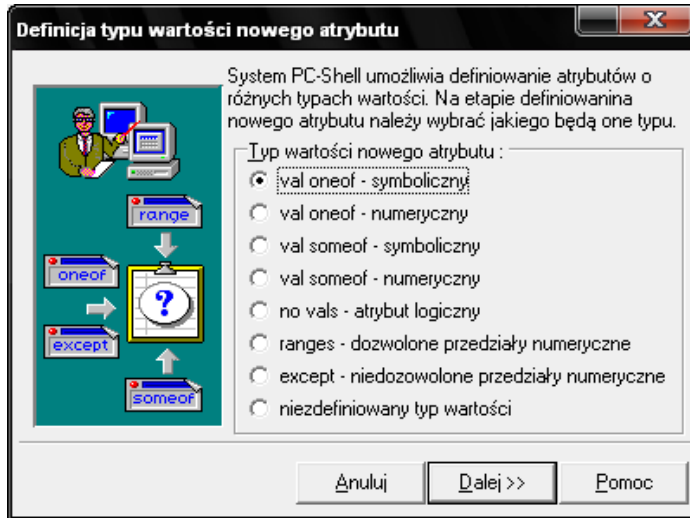 Definicja typu wartości nowego atrybutu
System PC-Shell umożliwia definiowanie atrybutów o
różnych typach wartości. Na etapie definiowanina
nowego atrybutu należy wybrać jakiego będą one typu.
Typ wartości nowego atrybutu :
val oneof - symboliczny
val oneof - numeryczny
val someof - symboliczny
val someof - numeryczny
no vals - atrybut logiczny
ranges - dozwolone przedziały numeryczne
except - niedozowolone przedziały numeryczne
niezdefiniowany typ wartości
range
oneof
?
except
someof
Anuluj
Dalej >>
Pomoc